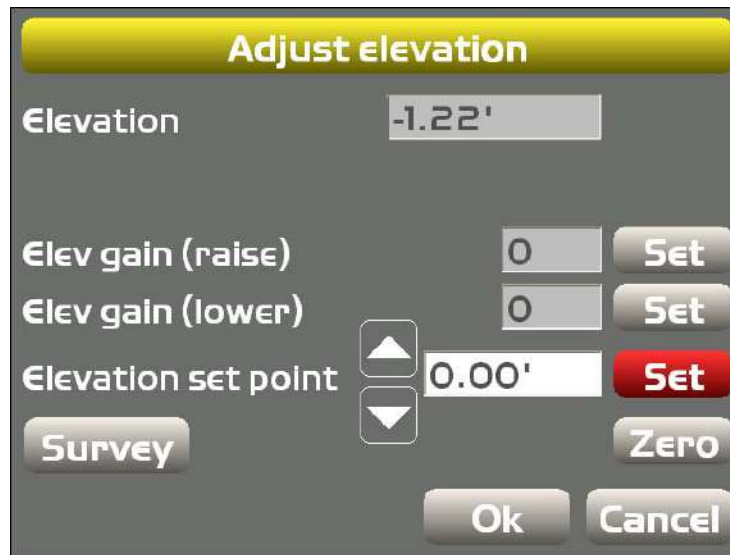 Adjust elevation
Elevation -1.22'
Elev gain (raise) 0 Set
Elev gain (lower) 0 Set
Elevation set point 0.00' Set
Survey Zero
Ok Cancel